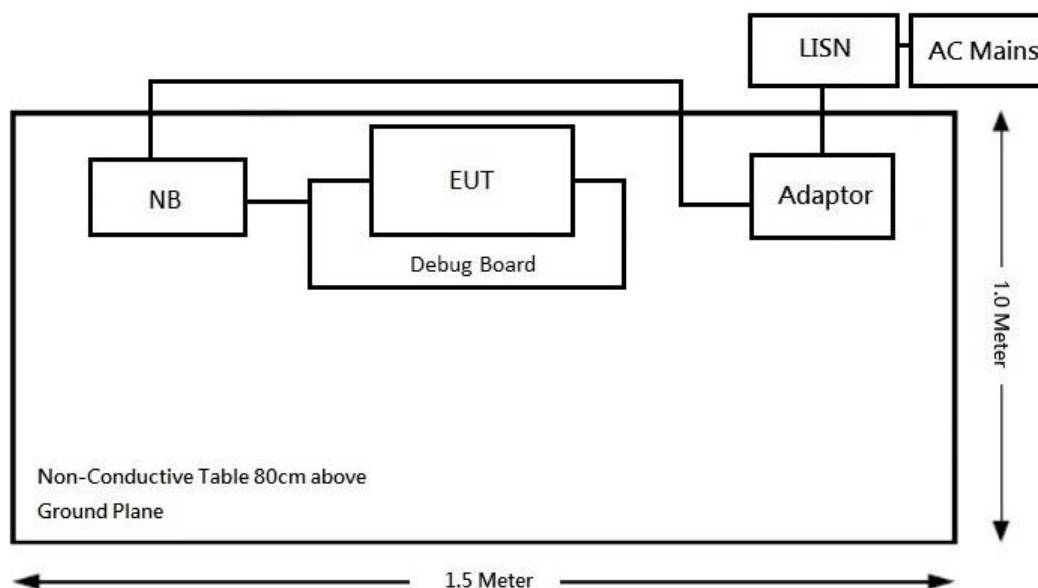 LISN
AC Mains
NB
EUT
Adaptor
Debug Board
1.0 Meter
Non-Conductive Table 80cm above
Ground Plane
1.5 Meter